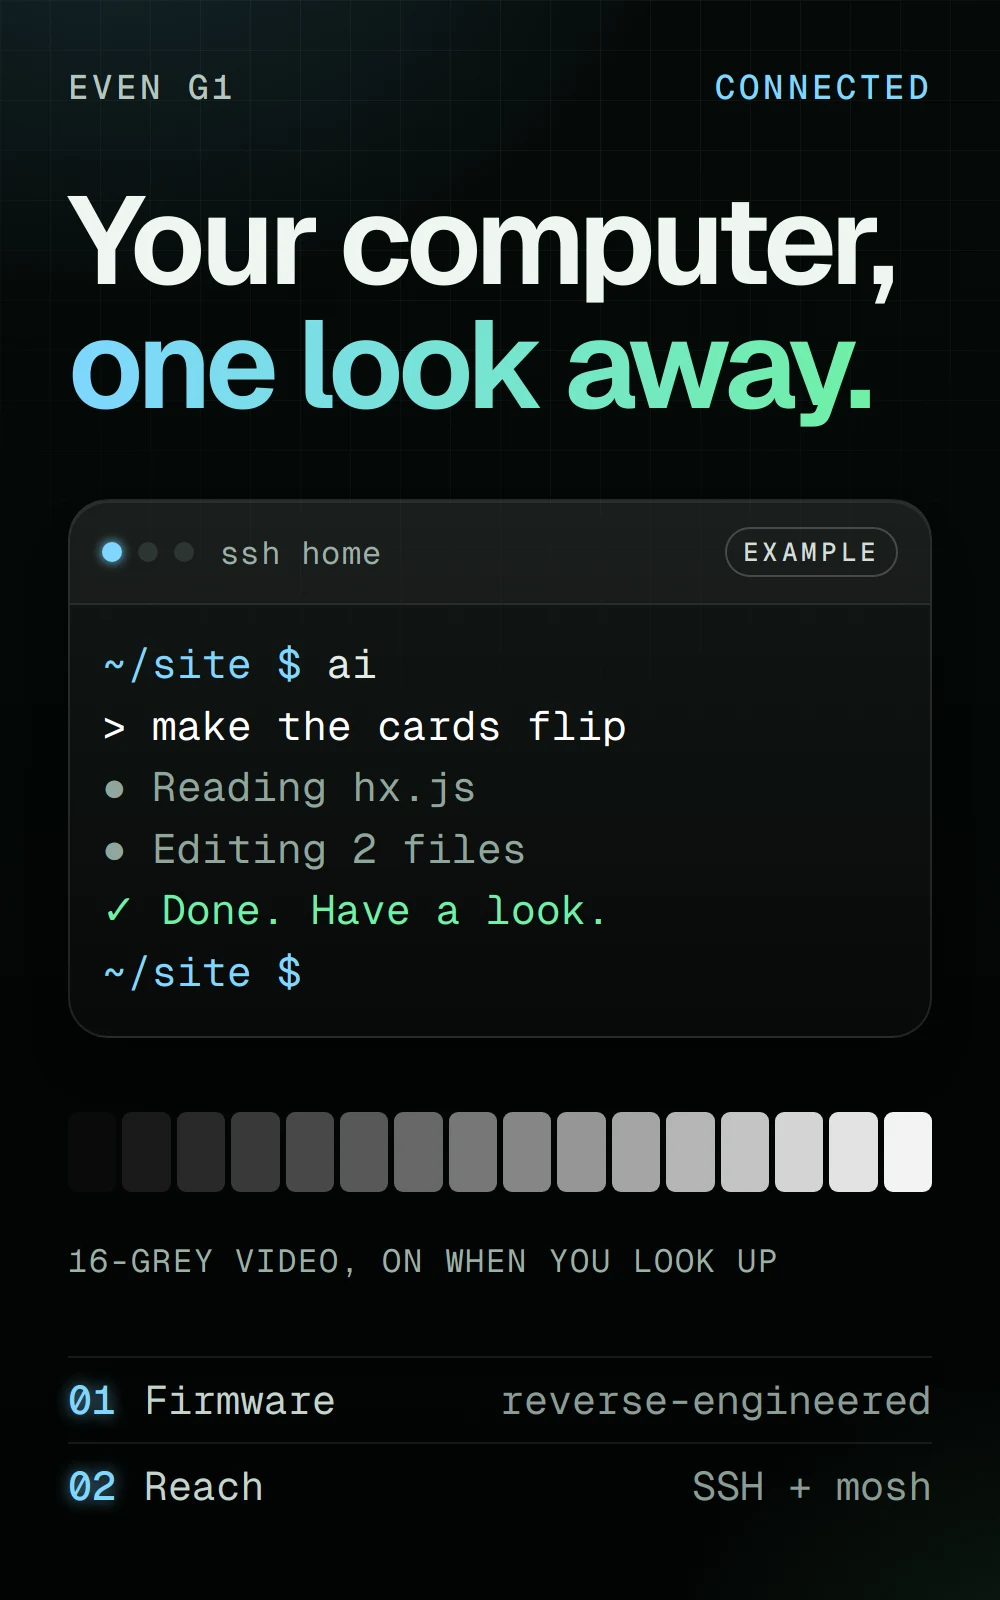 EVEN G1
CONNECTED
Your computer,
one look away.
ssh home
EXAMPLE
~/site $ ai
> make the cards flip
● Reading hx.js
● Editing 2 files
✓ Done. Have a look.
~/site $
16-GREY VIDEO, ON WHEN YOU LOOK UP
01 Firmware reverse-engineered
02 Reach SSH + mosh